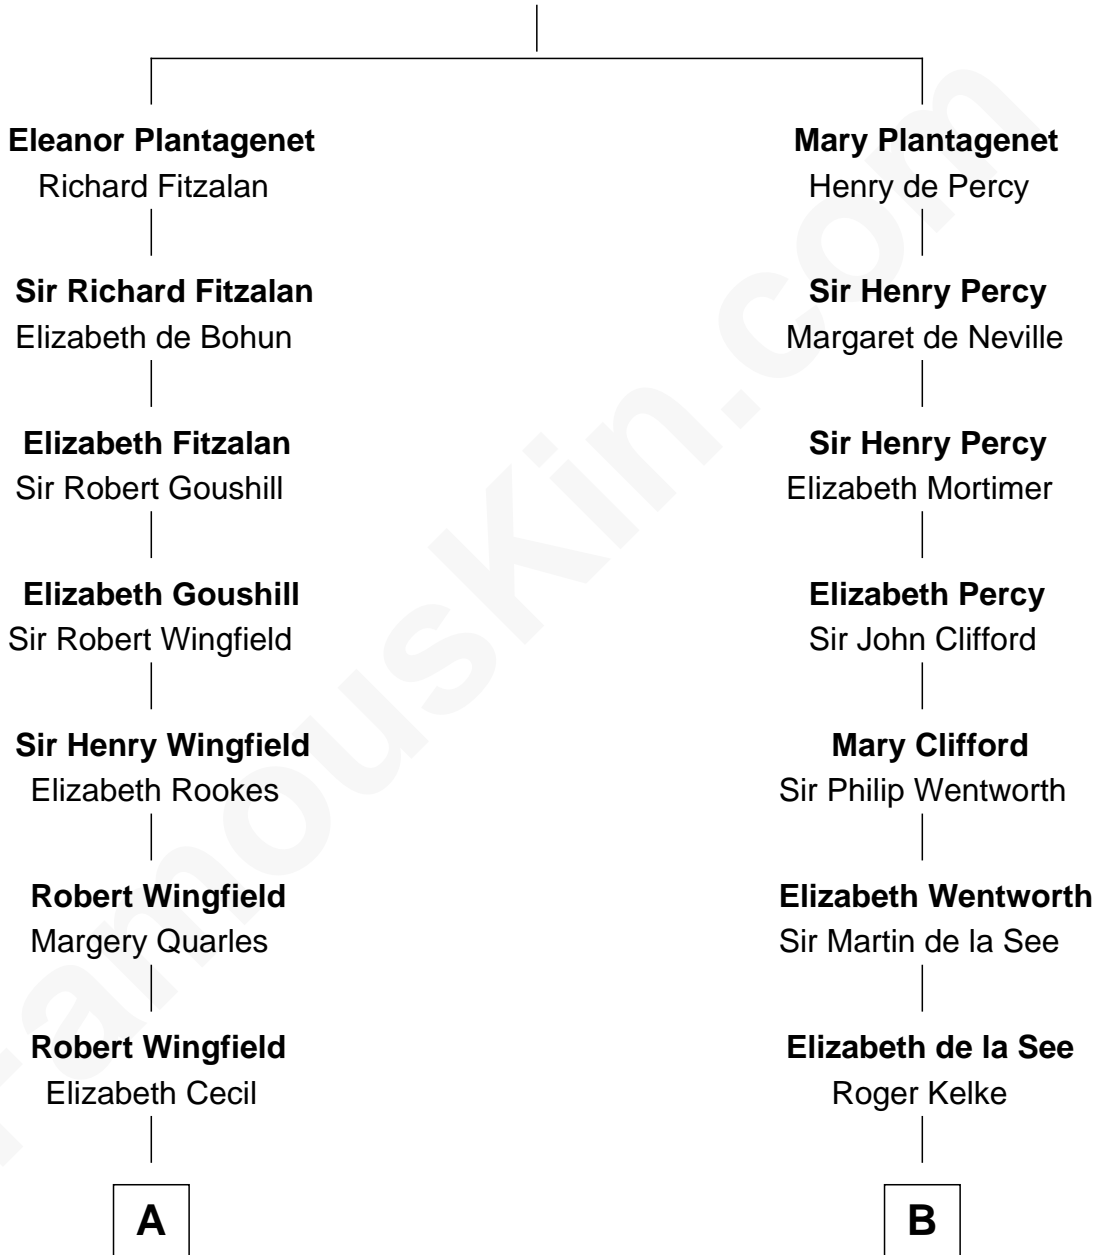 Eleanor Plantagenet
Richard Fitzalan
Mary Plantagenet
Henry de Percy
Sir Richard Fitzalan
Elizabeth de Bohun
Sir Henry Percy
Margaret de Neville
Elizabeth Fitzalan
Sir Robert Goushill
Sir Henry Percy
Elizabeth Mortimer
Elizabeth Goushill
Sir Robert Wingfield
Elizabeth Percy
Sir John Clifford
Sir Henry Wingfield
Elizabeth Rookes
Mary Clifford
Sir Philip Wentworth
Robert Wingfield
Margery Quarles
Elizabeth Wentworth
Sir Martin de la See
Robert Wingfield
Elizabeth Cecil
Elizabeth de la See
Roger Kelke
A
B
FamousKin.com